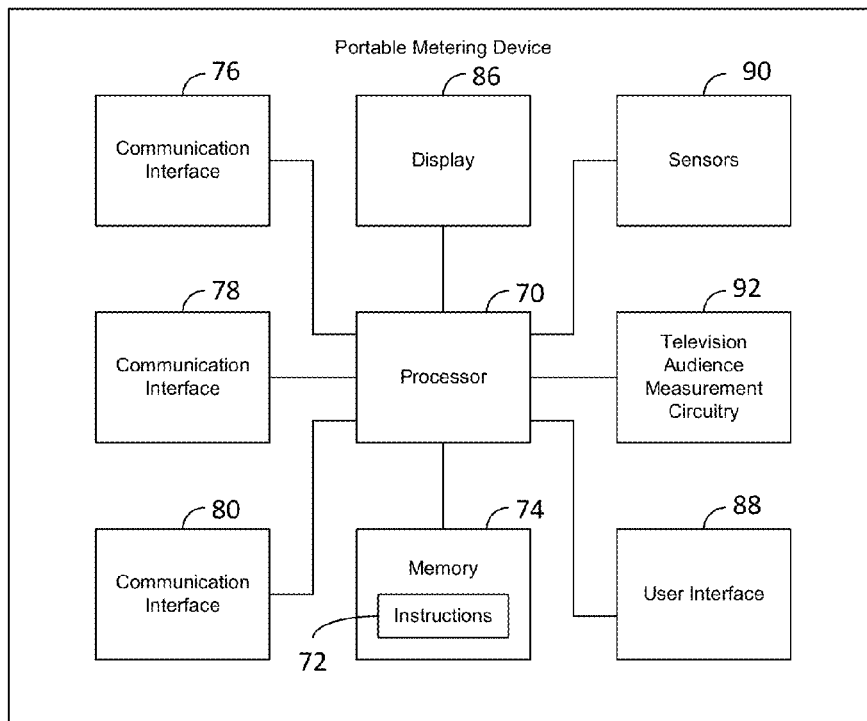 Portable Metering Device
76
86
90
Communication
Interface
Display
Sensors
78
70
92
Communication
Interface
Processor
Television
Audience
Measurement
Circuitry
80
74
88
Communication
Interface
Memory
Instructions
72
User Interface